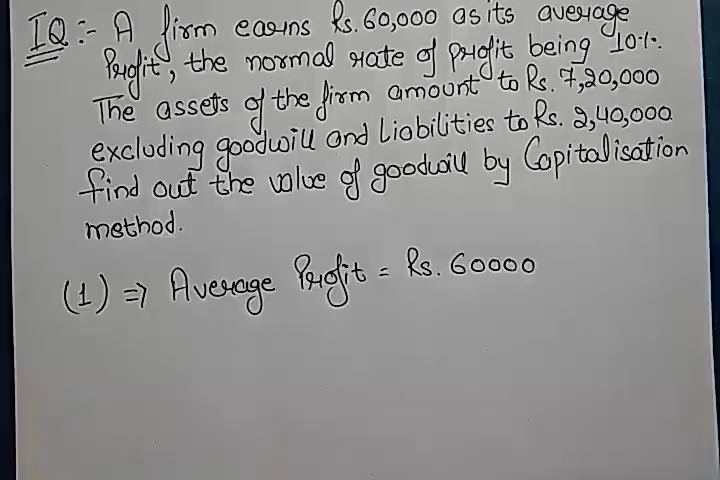 IQ :- A firm earns Rs. 60,000 as its average
Profit, the normal rate of profit being 10%.
The assets of the firm amount to Rs. 7,20,000
excluding goodwill and Liabilities to Rs. 2,40,000
find out the value of goodwill by Capitalisation
method.
(1) ⇒ Average Profit = Rs. 60000